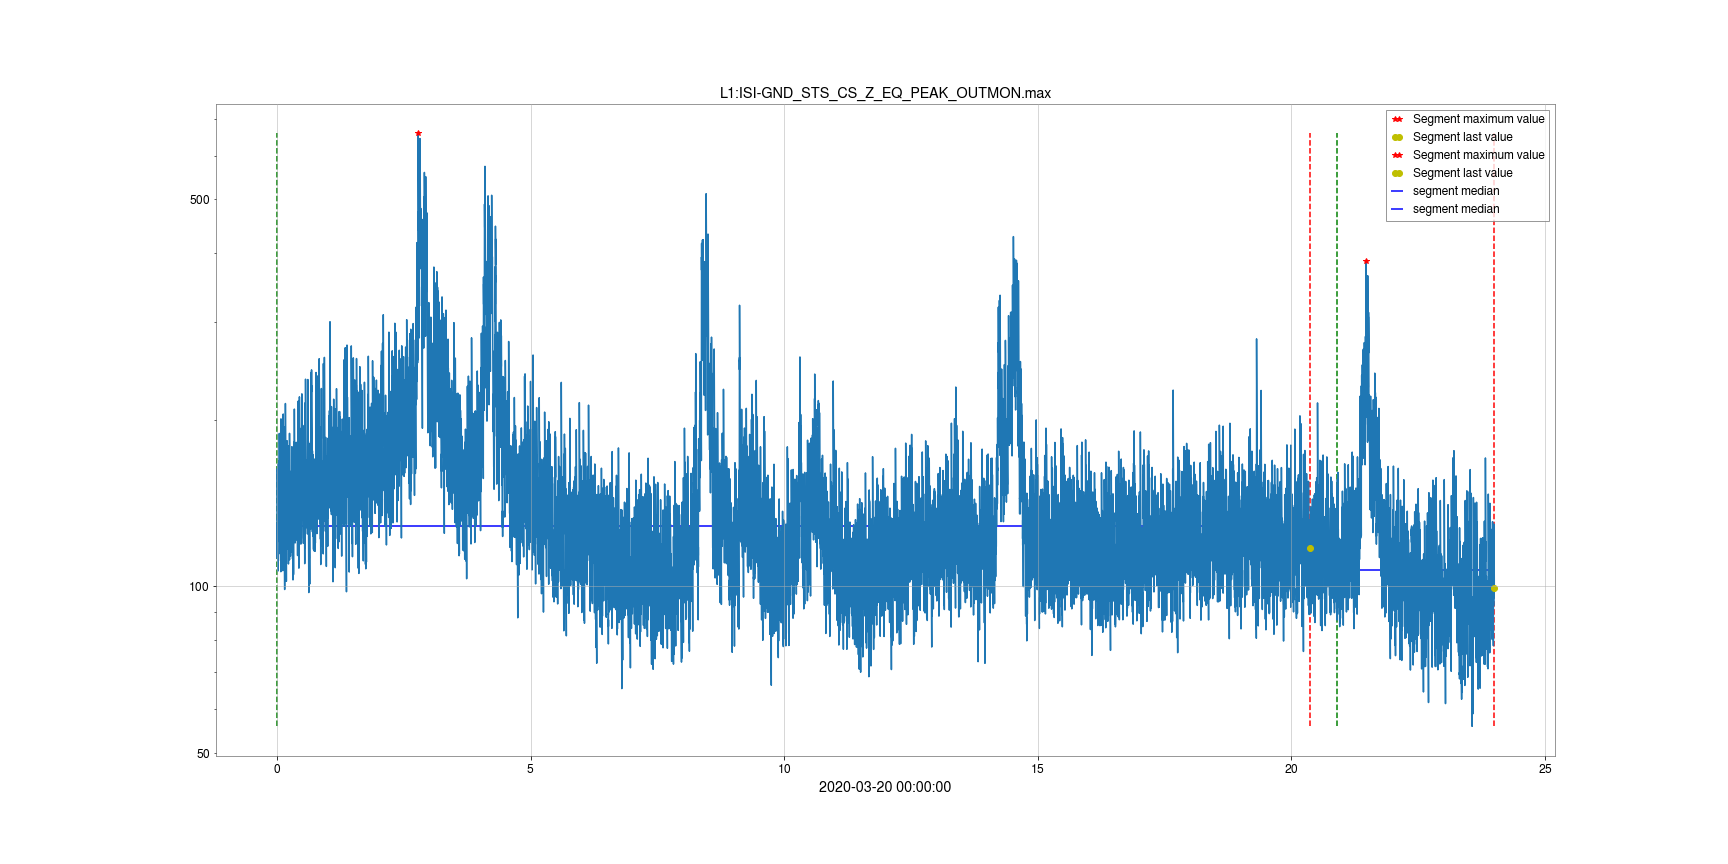 L1:ISI-GND_STS_CS_Z_EQ_PEAK_OUTMON.max
Segment maximum value
Segment last value
Segment maximum value
Segment last value
segment median
segment median
500
100
50
0 5 10 15 20 25
2020-03-20 00:00:00